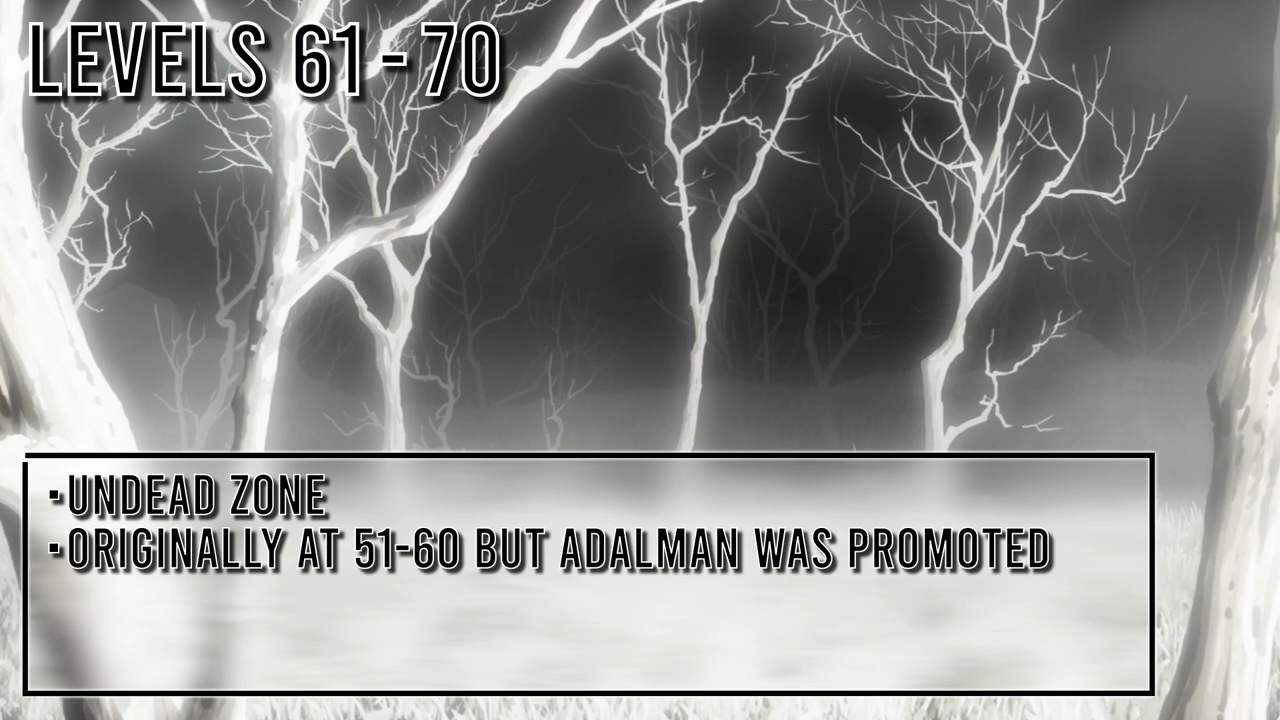 LEVELS 61 - 70
·UNDEAD ZONE
·ORIGINALLY AT 51-60 BUT ADALMAN WAS PROMOTED